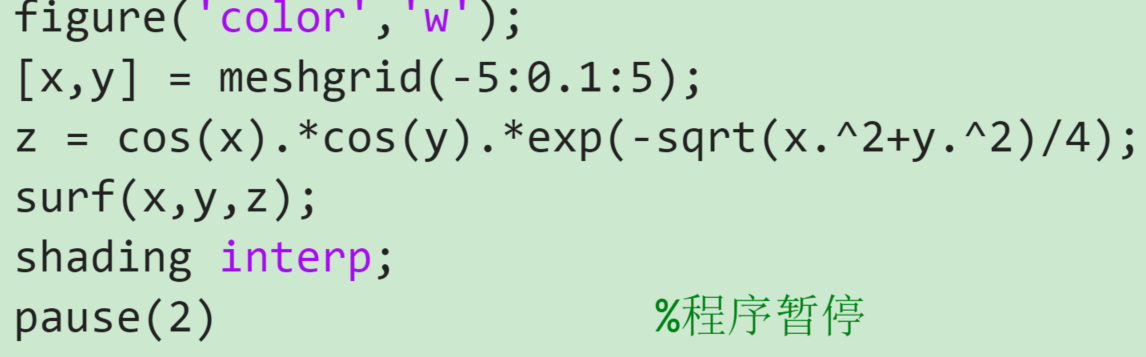 figure('color','w');
[x,y] = meshgrid(-5:0.1:5);
z = cos(x).*cos(y).*exp(-sqrt(x.^2+y.^2)/4);
surf(x,y,z);
shading interp;
pause(2) %程序暂停